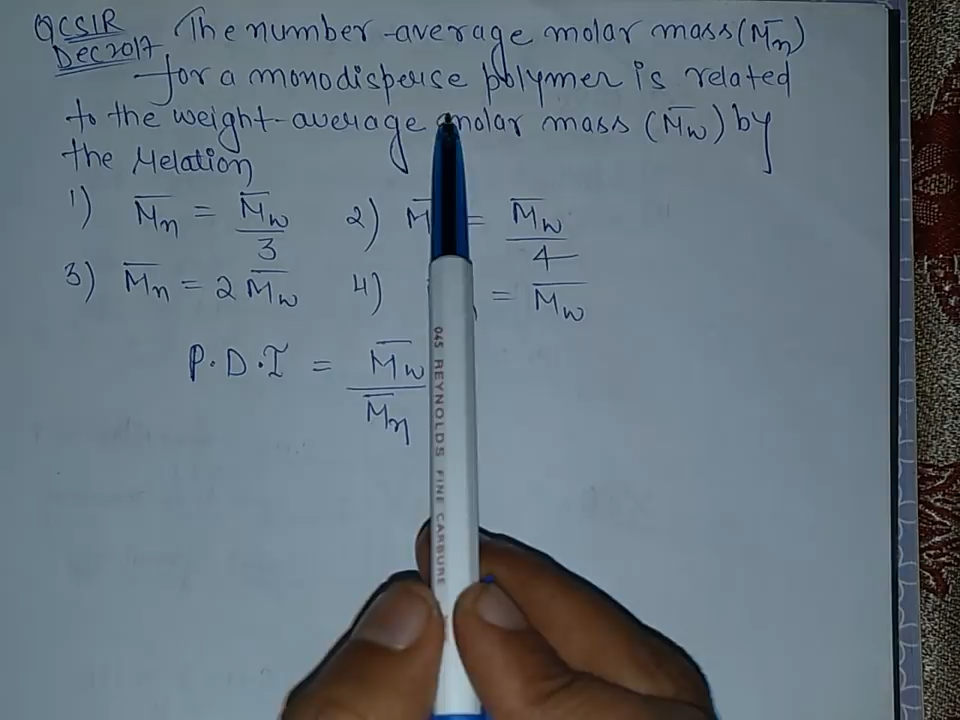 Q CSIR The number-average molar mass (M̅n)
Dec 2017 for a monodisperse polymer is related
to the weight-average molar mass (M̅w) by
the relation
1) M̅n = M̅w/3 2) M̅ = M̅w/4
3) M̅n = 2 M̅w 4) = M̅w
P.D.I = M̅w/M̅n
045 REYNOLDS FINE CARBURE